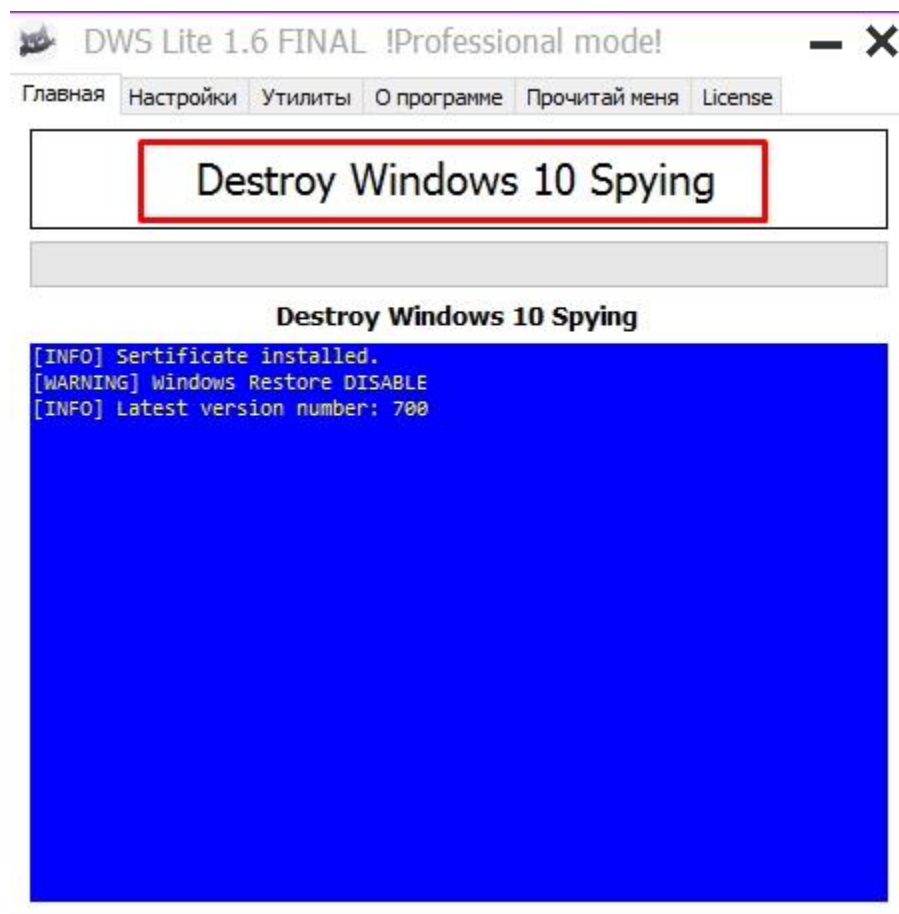 DWS Lite 1.6 FINAL !Professional mode!
Главная Настройки Утилиты О программе Прочитай меня License
Destroy Windows 10 Spying
Destroy Windows 10 Spying
[INFO] Sertificate installed.
[WARNING] Windows Restore DISABLE
[INFO] Latest version number: 700